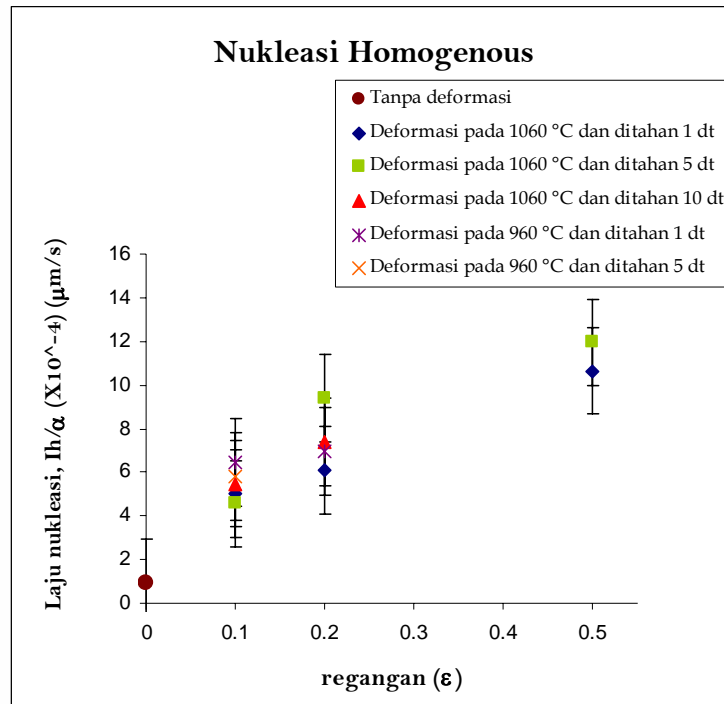 Nukleasi Homogenous
Tanpa deformasi
Deformasi pada 1060 °C dan ditahan 1 dt
Deformasi pada 1060 °C dan ditahan 5 dt
Deformasi pada 1060 °C dan ditahan 10 dt
Deformasi pada 960 °C dan ditahan 1 dt
Deformasi pada 960 °C dan ditahan 5 dt
Laju nukleasi, Ih/α (X10^-4) (μm/s)
16
14
12
10
8
6
4
2
0
0 0.1 0.2 0.3 0.4 0.5
regangan (ε)